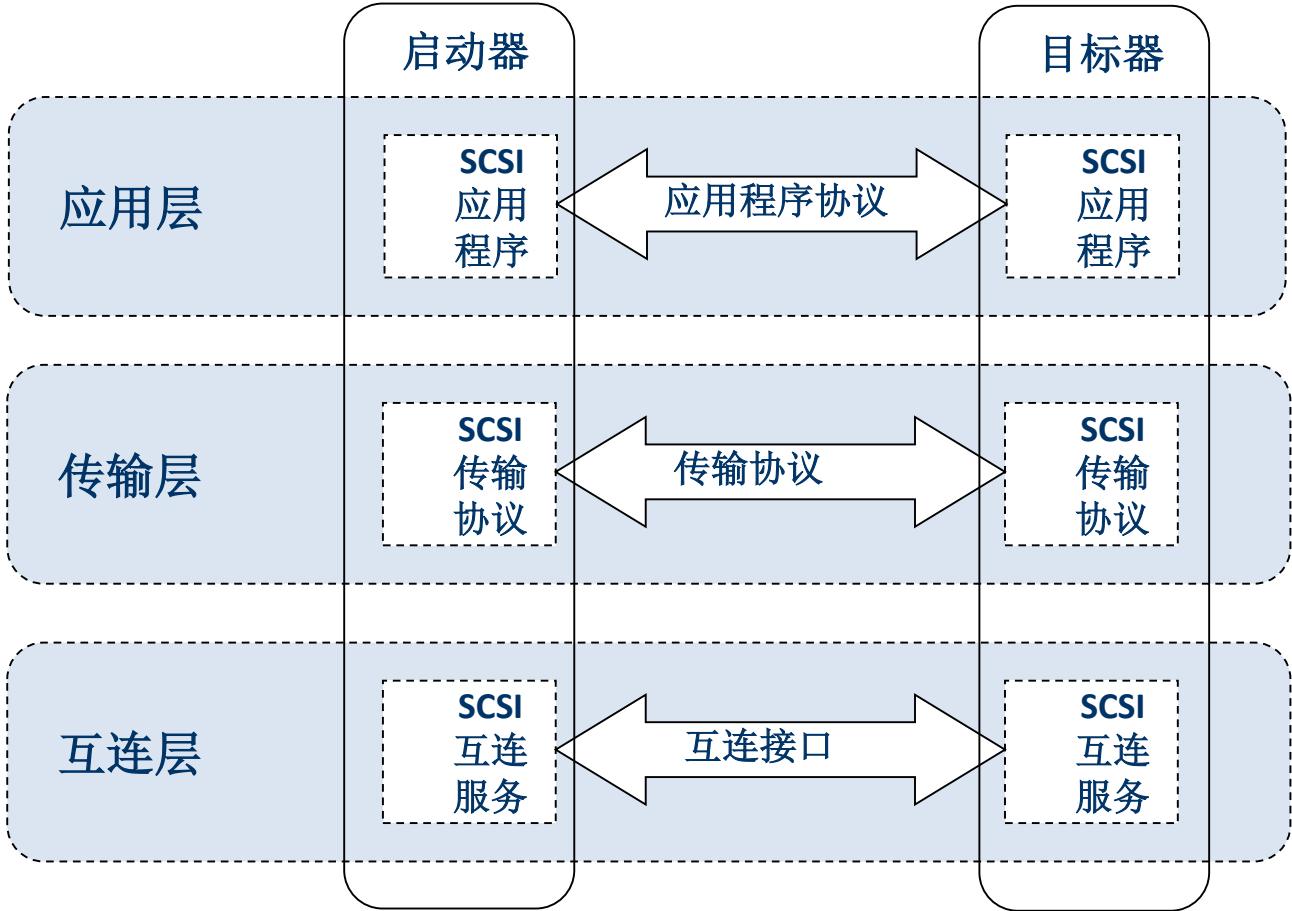 启动器
目标器
应用层
SCSI
应用
程序
应用程序协议
SCSI
应用
程序
传输层
SCSI
传输
协议
传输协议
SCSI
传输
协议
互连层
SCSI
互连
服务
互连接口
SCSI
互连
服务